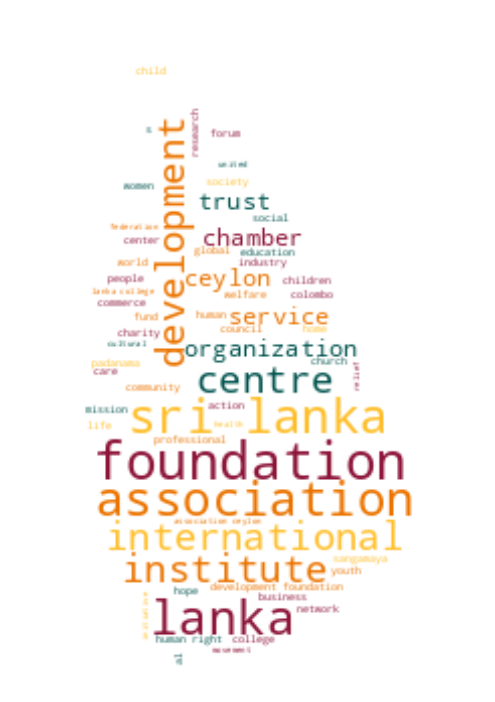 child
s
development
research
forum
united
women
society
trust
social
federation
center
chamber
global
education
world
industry
people
ceylon
children
lanka college
welfare
colombo
commerce
fund
human
service
charity
council
home
cultural
organization
padanama
church
care
centre
relief
community
mission
sri lanka
action
life
health
professional
foundation
association
association ceylon
international
institute
sangamaya
youth
hope
development foundation
business
initiative
lanka
network
human right
college
movement
al